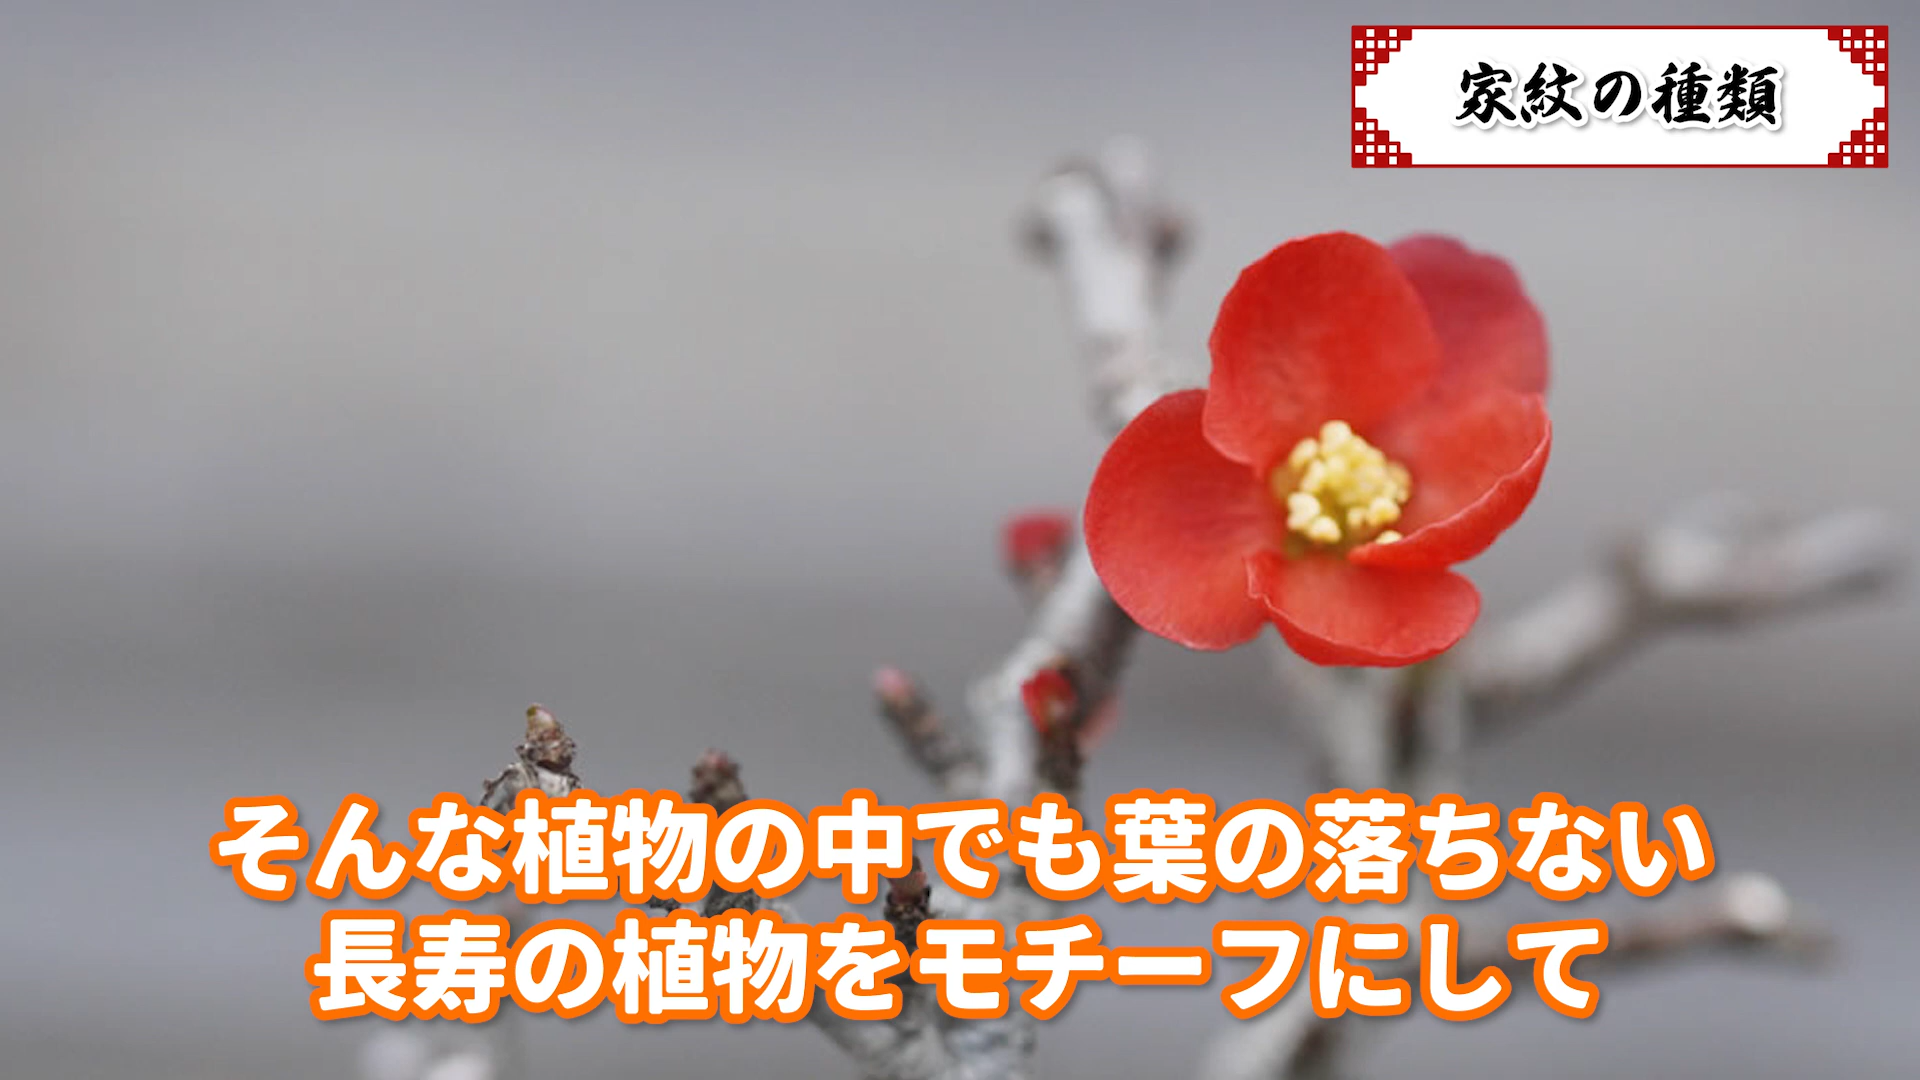 家紋の種類
そんな植物の中でも葉の落ちない
長寿の植物をモチーフにして